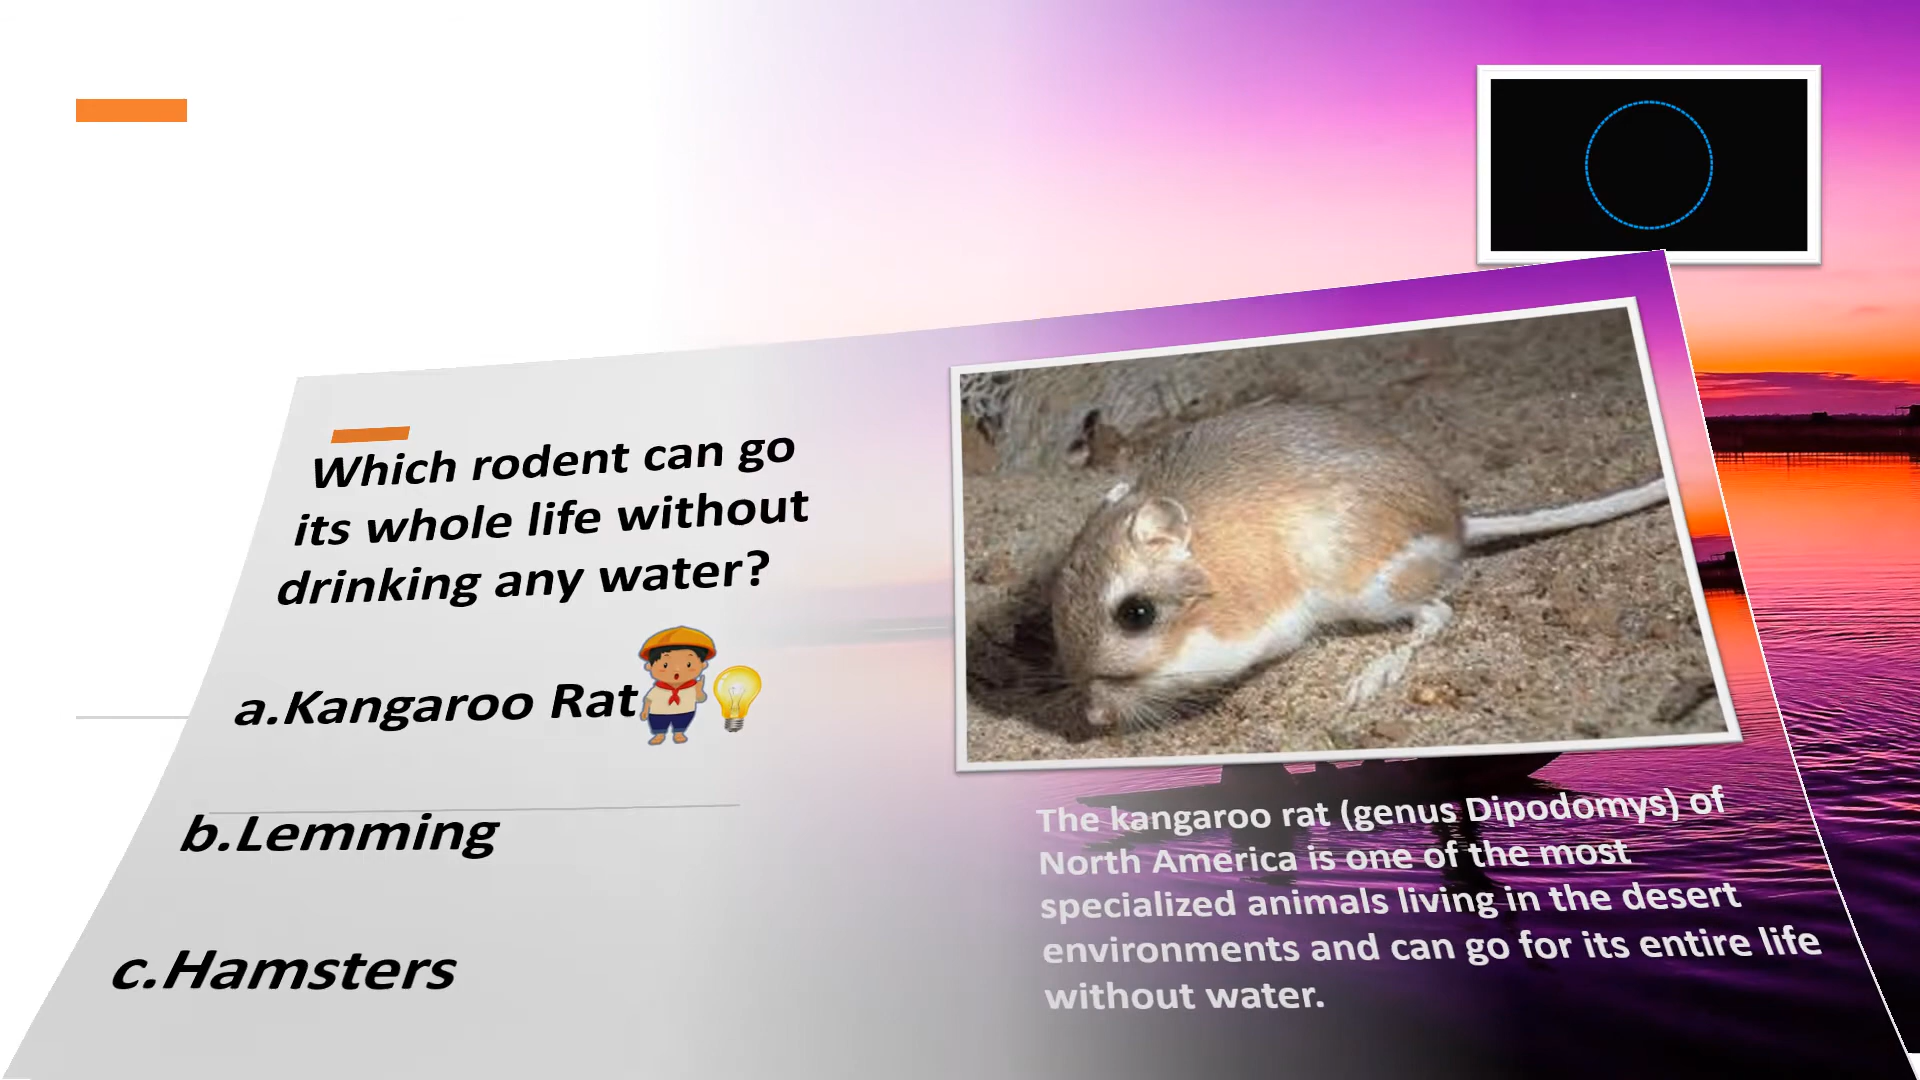 Which rodent can go
its whole life without
drinking any water?
a.Kangaroo Rat
b.Lemming
c.Hamsters
The kangaroo rat (genus Dipodomys) of
North America is one of the most
specialized animals living in the desert
environments and can go for its entire life
without water.